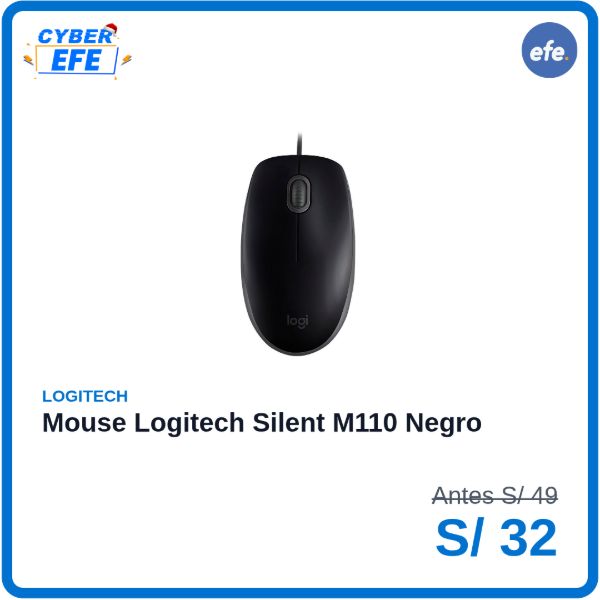 CYBER
EFE
efe.
logi
LOGITECH
Mouse Logitech Silent M110 Negro
Antes S/ 49
S/ 32